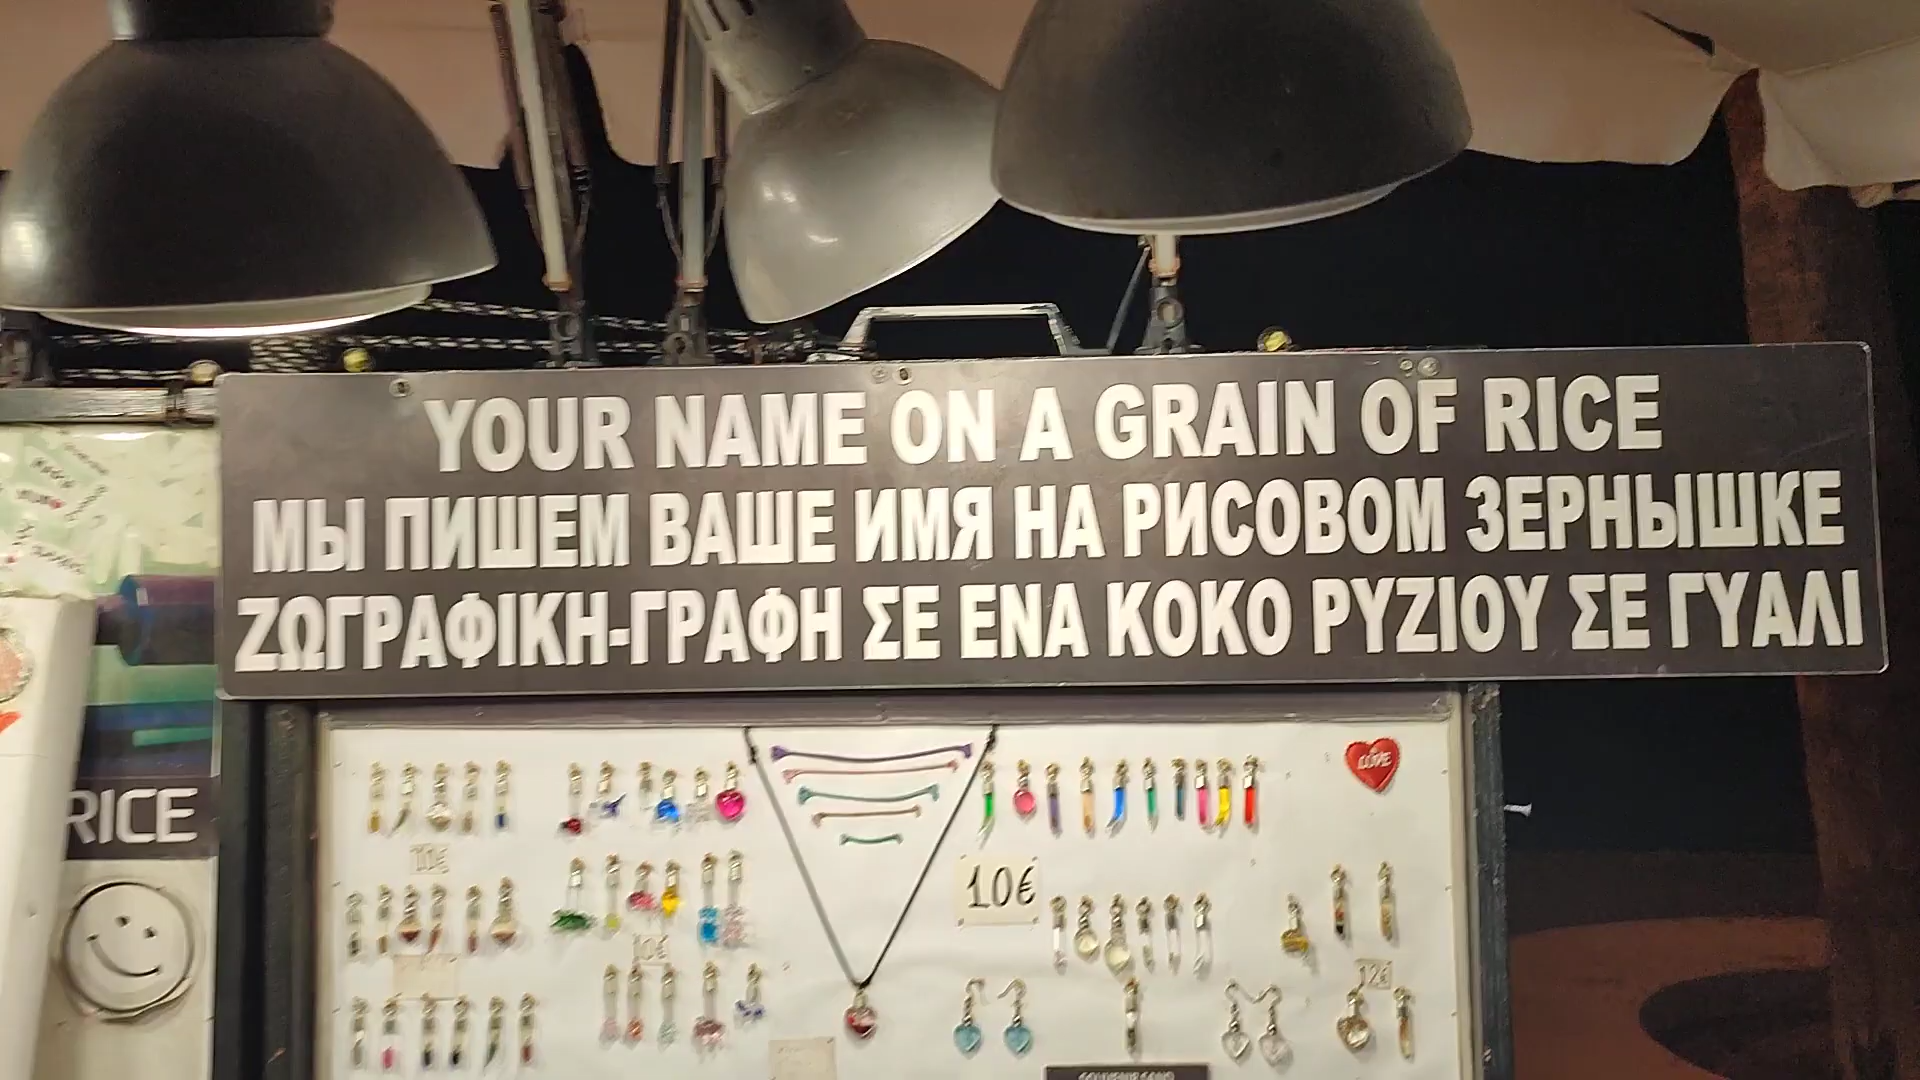 YOUR NAME ON A GRAIN OF RICE
МЫ ПИШЕМ ВАШЕ ИМЯ НА РИСОВОМ ЗЕРНЫШКЕ
ΖΩΓΡΑΦΙΚΗ-ΓΡΑΦΗ ΣΕ ΕΝΑ ΚΟΚΟ ΡΥΖΙΟΥ ΣΕ ΓΥΑΛΙ
RICE
LOVE
10€
10€
10€
12€